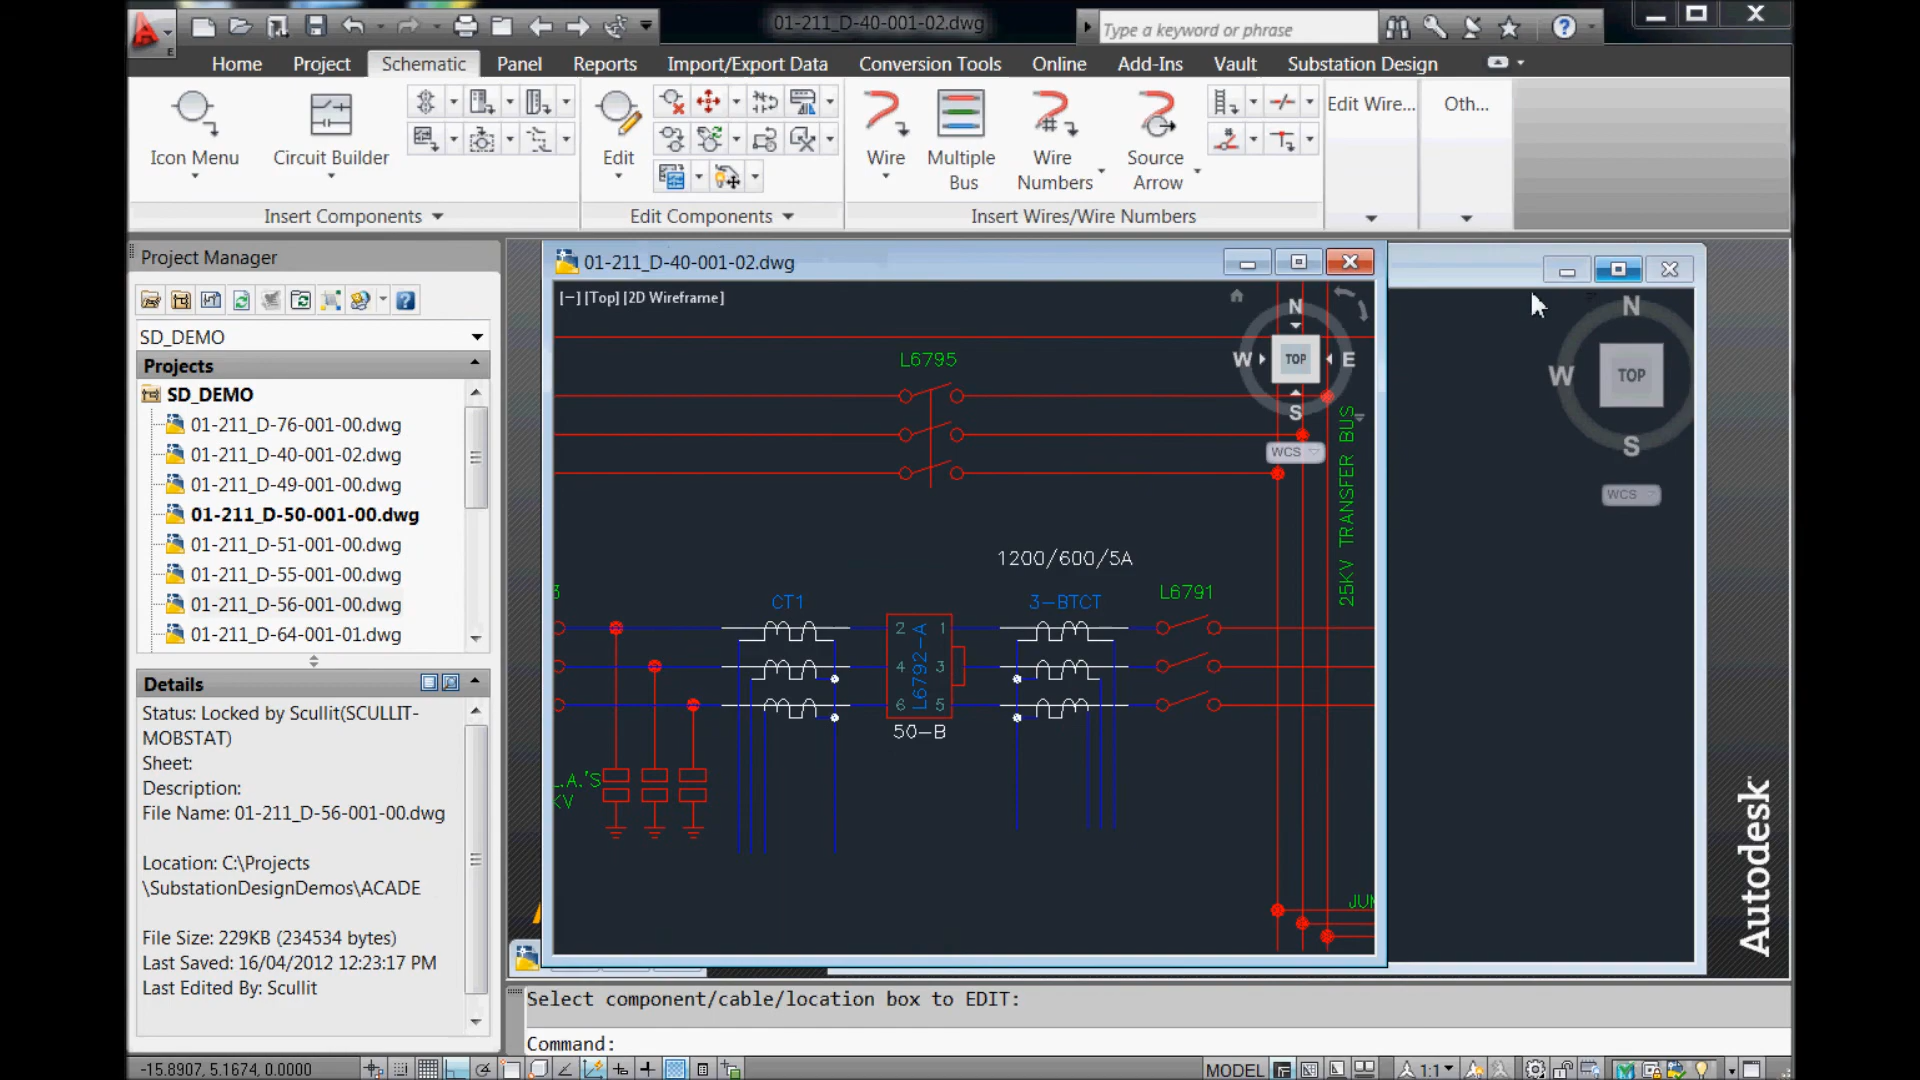 01-211_D-40-001-02.dwg
Type a keyword or phrase
Home Project Schematic Panel Reports Import/Export Data Conversion Tools Online Add-Ins Vault Substation Design
Icon Menu
Circuit Builder
Edit
Wire
Multiple
Bus
Wire
Numbers
Source
Arrow
Edit Wire...
Oth...
Insert Components
Edit Components
Insert Wires/Wire Numbers
Project Manager
SD_DEMO
Projects
SD_DEMO
01-211_D-76-001-00.dwg
01-211_D-40-001-02.dwg
01-211_D-49-001-00.dwg
01-211_D-50-001-00.dwg
01-211_D-51-001-00.dwg
01-211_D-55-001-00.dwg
01-211_D-56-001-00.dwg
01-211_D-64-001-01.dwg
Details
Status: Locked by Scullit(SCULLIT-
MOBSTAT)
Sheet:
Description:
File Name: 01-211_D-56-001-00.dwg
Location: C:\Projects
\SubstationDesignDemos\ACADE
File Size: 229KB (234534 bytes)
Last Saved: 16/04/2012 12:23:17 PM
Last Edited By: Scullit
01-211_D-40-001-02.dwg
[−] [Top] [2D Wireframe]
L6795
N
W TOP E
S
WCS
25KV TRANSFER BUS
1200/600/5A
3
CT1
3-BTCT
L6791
2 1
4 3
6 5
L6792-A
50-B
L.A.'S
KV
JUM
N
W TOP
S
WCS
Autodesk
Select component/cable/location box to EDIT:
Command:
-15.8907, 5.1674, 0.0000
MODEL
1:1